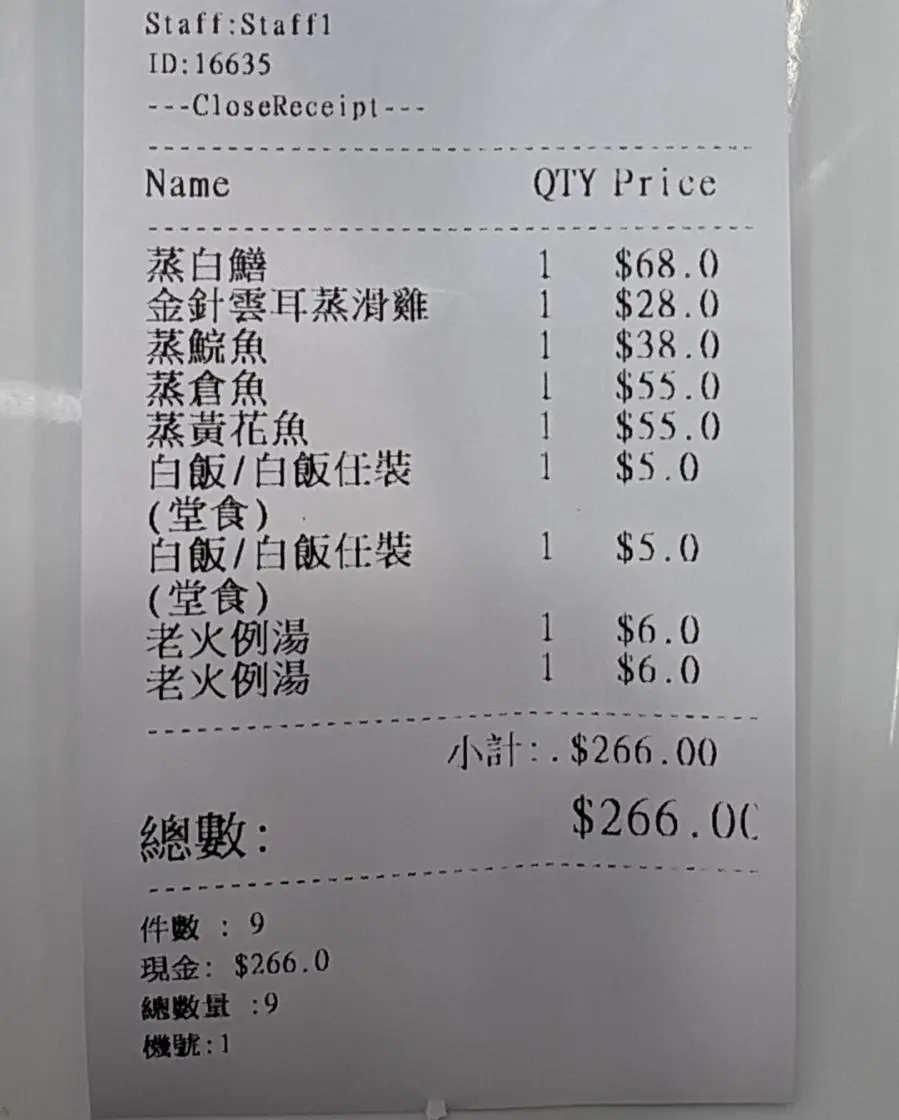 Staff:Staff1
ID:16635
---CloseReceipt---
Name QTY Price
蒸白鱔 1 $68.0
金針雲耳蒸滑雞 1 $28.0
蒸鯇魚 1 $38.0
蒸倉魚 1 $55.0
蒸黃花魚 1 $55.0
白飯/白飯任裝 1 $5.0
(堂食)
白飯/白飯任裝 1 $5.0
(堂食)
老火例湯 1 $6.0
老火例湯 1 $6.0
小計:.$266.00
總數: $266.00
件數 : 9
現金: $266.0
總數量 :9
機號:1